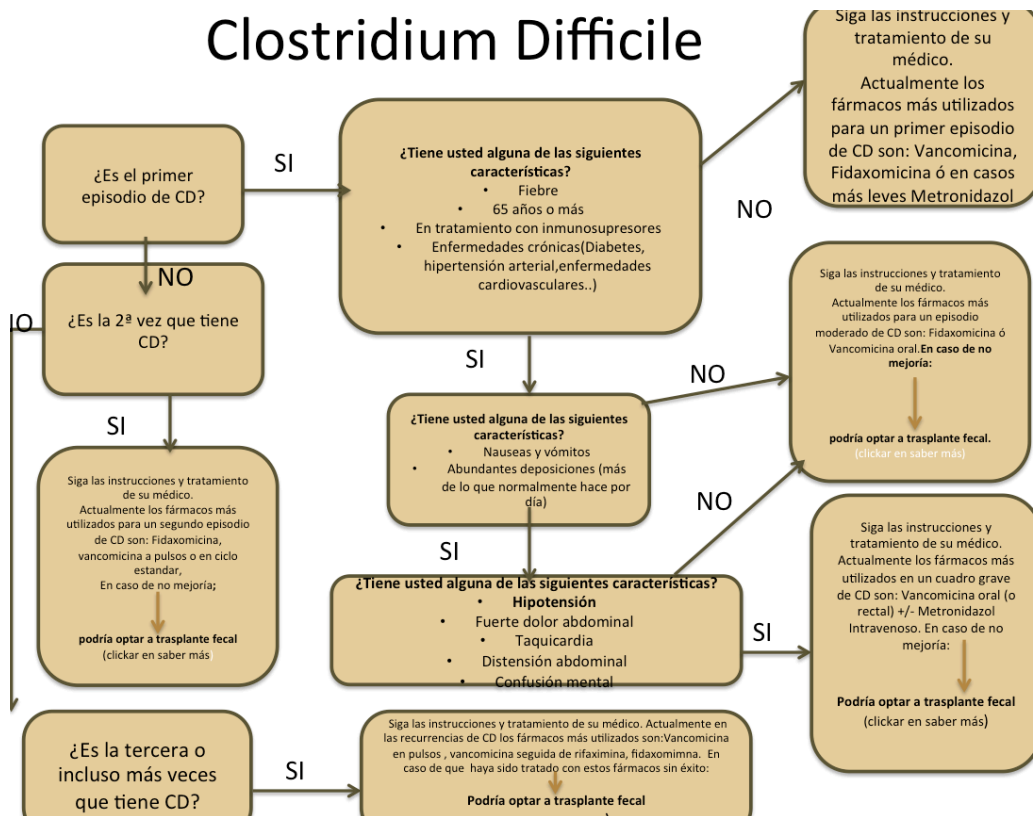 Clostridium Difficile
Siga las instrucciones y
tratamiento de su
médico.
Actualmente los
fármacos más utilizados
para un primer episodio
de CD son: Vancomicina,
Fidaxomicina ó en casos
más leves Metronidazol
¿Es el primer
episodio de CD?
SI
¿Tiene usted alguna de las siguientes
características?
• Fiebre
• 65 años o más
• En tratamiento con inmunosupresores
• Enfermedades crónicas(Diabetes,
hipertensión arterial,enfermedades
cardiovasculares..)
NO
NO
¿Es la 2ª vez que tiene
CD?
SI
Siga las instrucciones y tratamiento
de su médico.
Actualmente los fármacos más
utilizados para un episodio
moderado de CD son: Fidaxomicina ó
Vancomicina oral.En caso de no
mejoría:
podría optar a trasplante fecal.
(clickar en saber más)
NO
¿Tiene usted alguna de las siguientes
características?
• Nauseas y vómitos
• Abundantes deposiciones (más
de lo que normalmente hace por
día)
SI
Siga las instrucciones y tratamiento
de su médico.
Actualmente los fármacos más
utilizados para un segundo episodio
de CD son: Fidaxomicina,
vancomicina a pulsos o en ciclo
estandar,
En caso de no mejoría;
podría optar a trasplante fecal
(clickar en saber más)
NO
SI
¿Tiene usted alguna de las siguientes características?
• Hipotensión
• Fuerte dolor abdominal
• Taquicardia
• Distensión abdominal
• Confusión mental
SI
Siga las instrucciones y
tratamiento de su médico.
Actualmente los fármacos más
utilizados en un cuadro grave
de CD son: Vancomicina oral (o
rectal) +/- Metronidazol
Intravenoso. En caso de no
mejoría:
Podría optar a trasplante fecal
(clickar en saber más)
¿Es la tercera o
incluso más veces
que tiene CD?
SI
Siga las instrucciones y tratamiento de su médico. Actualmente en
las recurrencias de CD los fármacos más utilizados son:Vancomicina
en pulsos , vancomicina seguida de rifaximina, fidaxomimna. En
caso de que haya sido tratado con estos fármacos sin éxito:
Podría optar a trasplante fecal